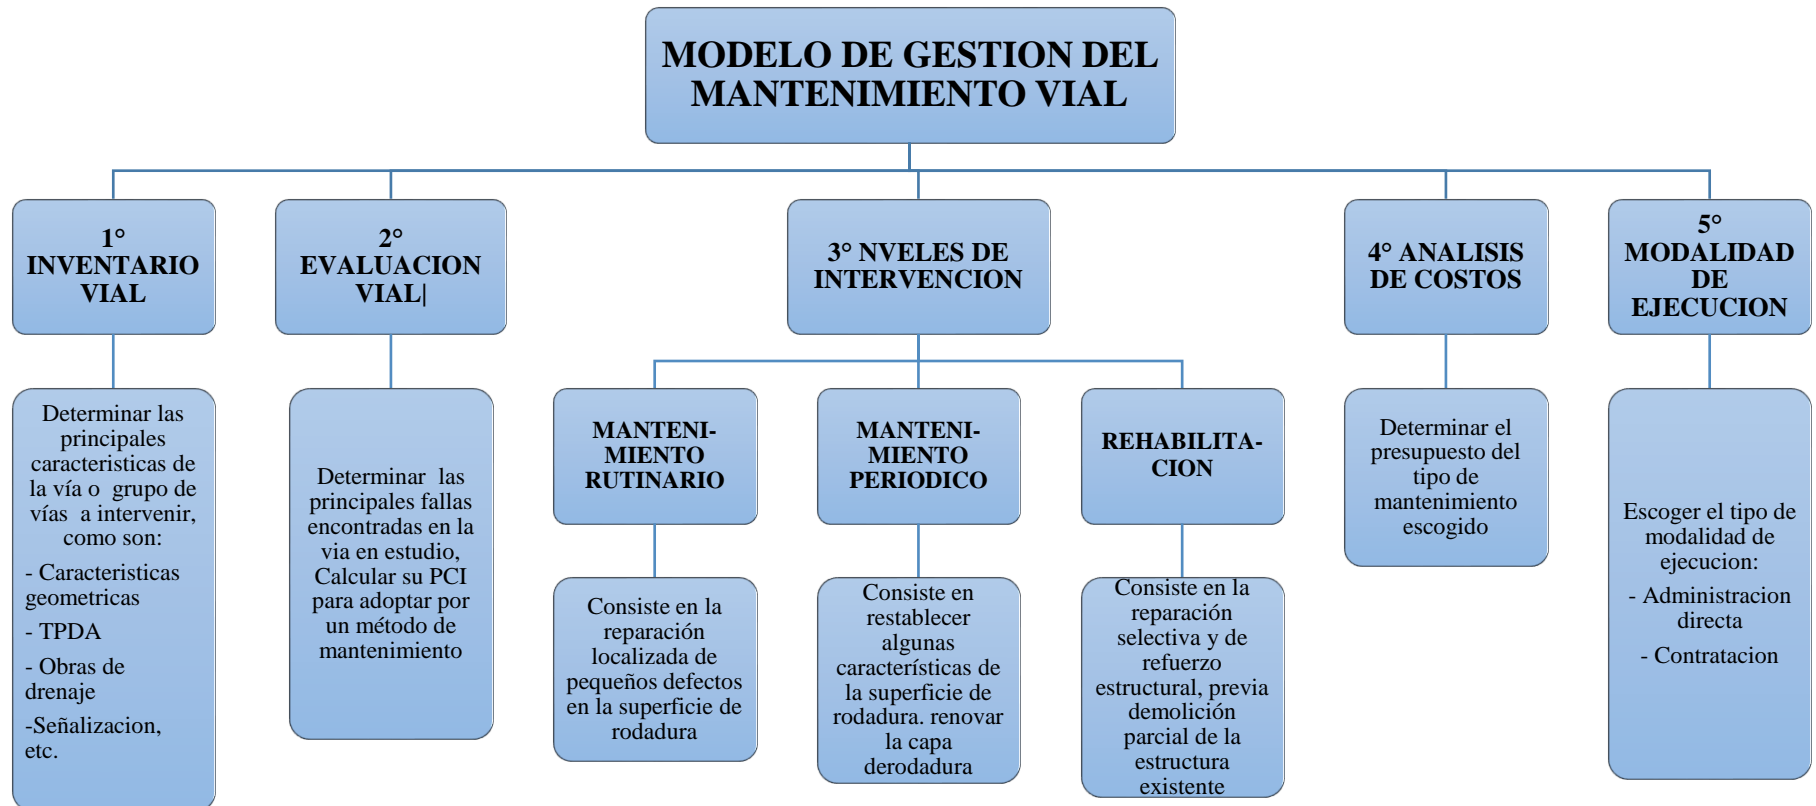 MODELO DE GESTION DEL
MANTENIMIENTO VIAL
1°
INVENTARIO
VIAL
2°
EVALUACION
VIAL|
3° NVELES DE
INTERVENCION
4° ANALISIS
DE COSTOS
5°
MODALIDAD
DE
EJECUCION
Determinar las
principales
caracteristicas de
la vía o grupo de
vías a intervenir,
como son:
- Caracteristicas
geometricas
- TPDA
- Obras de
drenaje
-Señalizacion,
etc.
Determinar las
principales fallas
encontradas en la
via en estudio,
Calcular su PCI
para adoptar por
un método de
mantenimiento
MANTENI-
MIENTO
RUTINARIO
Consiste en la
reparación
localizada de
pequeños defectos
en la superficie de
rodadura
MANTENI-
MIENTO
PERIODICO
Consiste en
restablecer
algunas
características de
la superficie de
rodadura. renovar
la capa
derodadura
REHABILITA-
CION
Consiste en la
reparación
selectiva y de
refuerzo
estructural, previa
demolición
parcial de la
estructura
existente
Determinar el
presupuesto del
tipo de
mantenimiento
escogido
Escoger el tipo de
modalidad de
ejecucion:
- Administracion
directa
- Contratacion